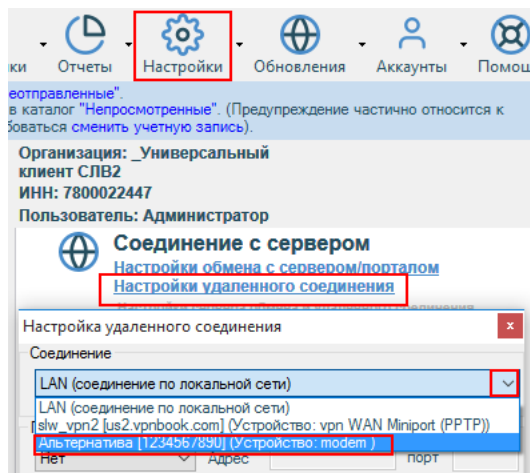 ки Отчеты Настройки Обновления Аккаунты Помощ
еотправленные".
в каталог "Непросмотренные". (Предупреждение частично относится к
боваться сменить учетную запись).
Организация: _Универсальный
клиент СЛВ2
ИНН: 7800022447
Пользователь: Администратор
Соединение с сервером
Настройки обмена с сервером/порталом
Настройки удаленного соединения
Настройка удаленного соединения x
Соединение
LAN (соединение по локальной сети)
LAN (соединение по локальной сети)
slw_vpn2 [us2.vpnbook.com] (Устройство: vpn WAN Miniport (PPTP))
Альтернатива [1234567890] (Устройство: modem )
Нет Адрес порт